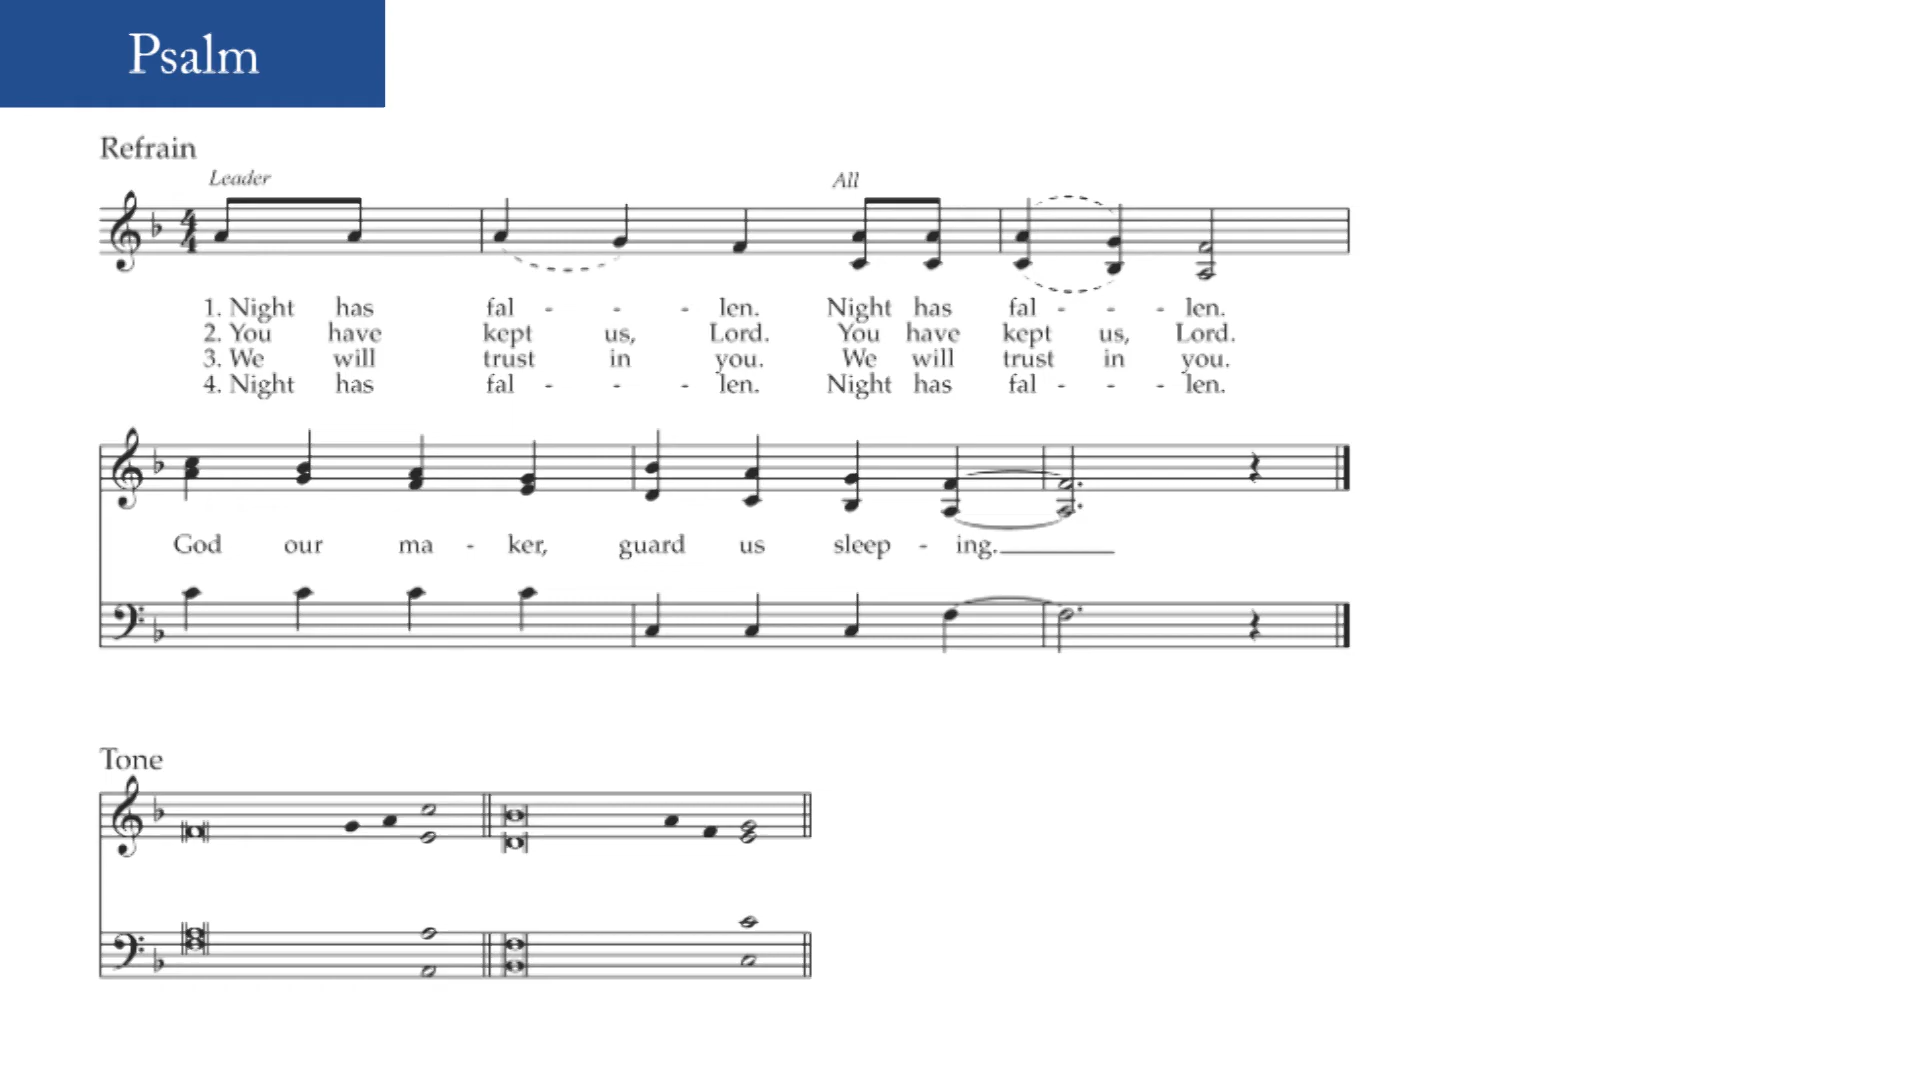 Psalm
Refrain
Leader
All
1. Night has fal - - - len. Night has fal - - - len.
2. You have kept us, Lord. You have kept us, Lord.
3. We will trust in you. We will trust in you.
4. Night has fal - - - len. Night has fal - - - len.
God our ma - ker, guard us sleep - ing.
Tone